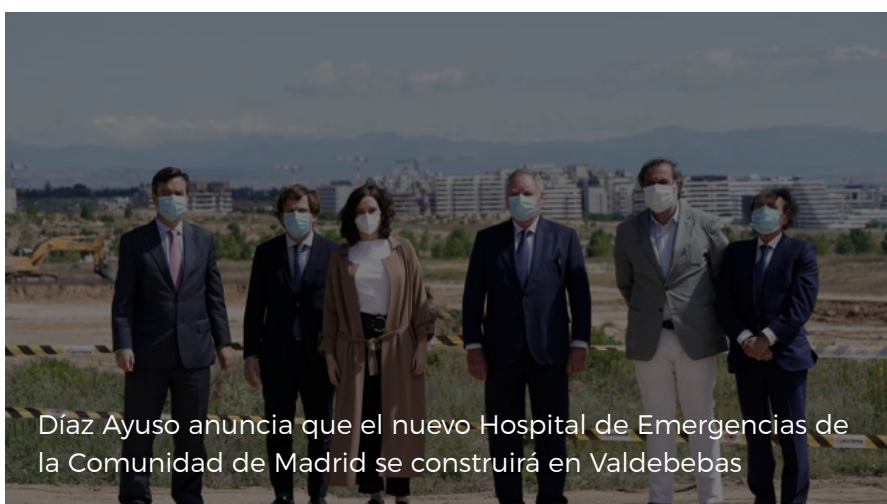 Díaz Ayuso anuncia que el nuevo Hospital de Emergencias de
la Comunidad de Madrid se construirá en Valdebebas